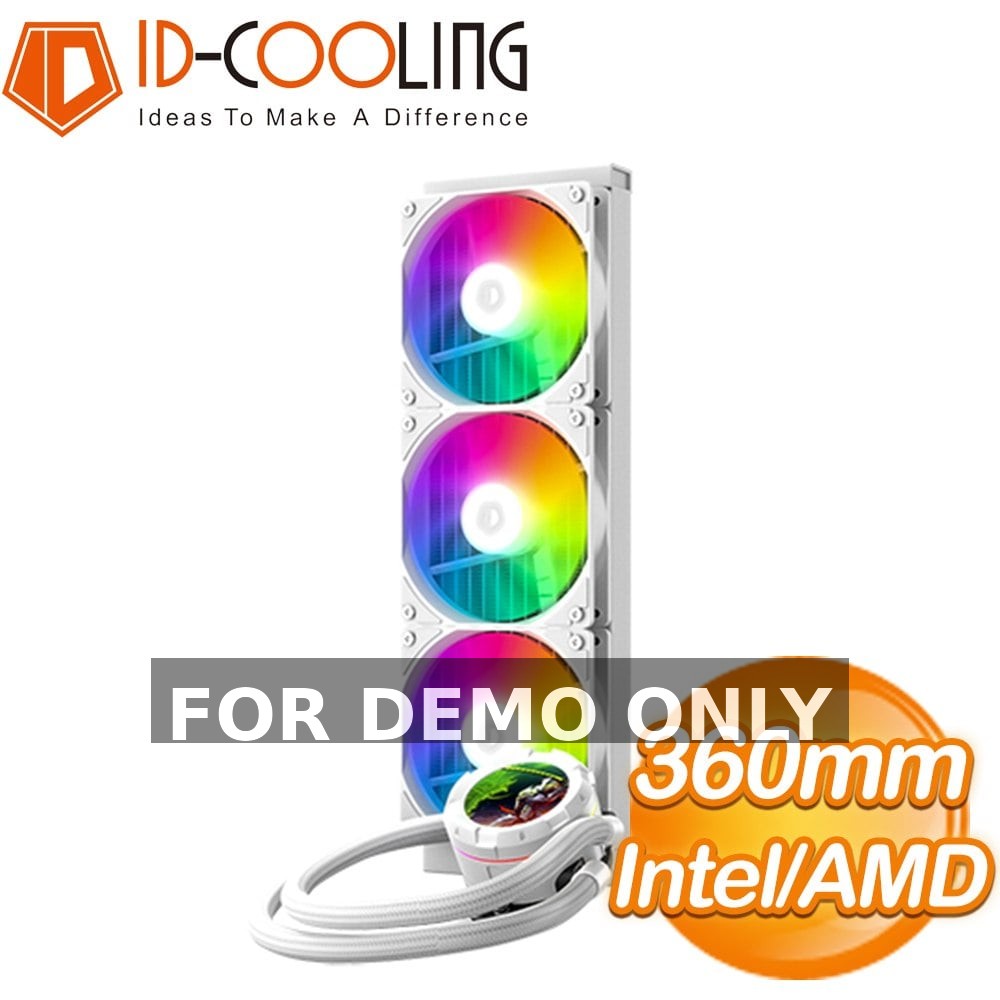 ID-COOLING
Ideas To Make A Difference
FOR DEMO ONLY
360mm
Intel/AMD